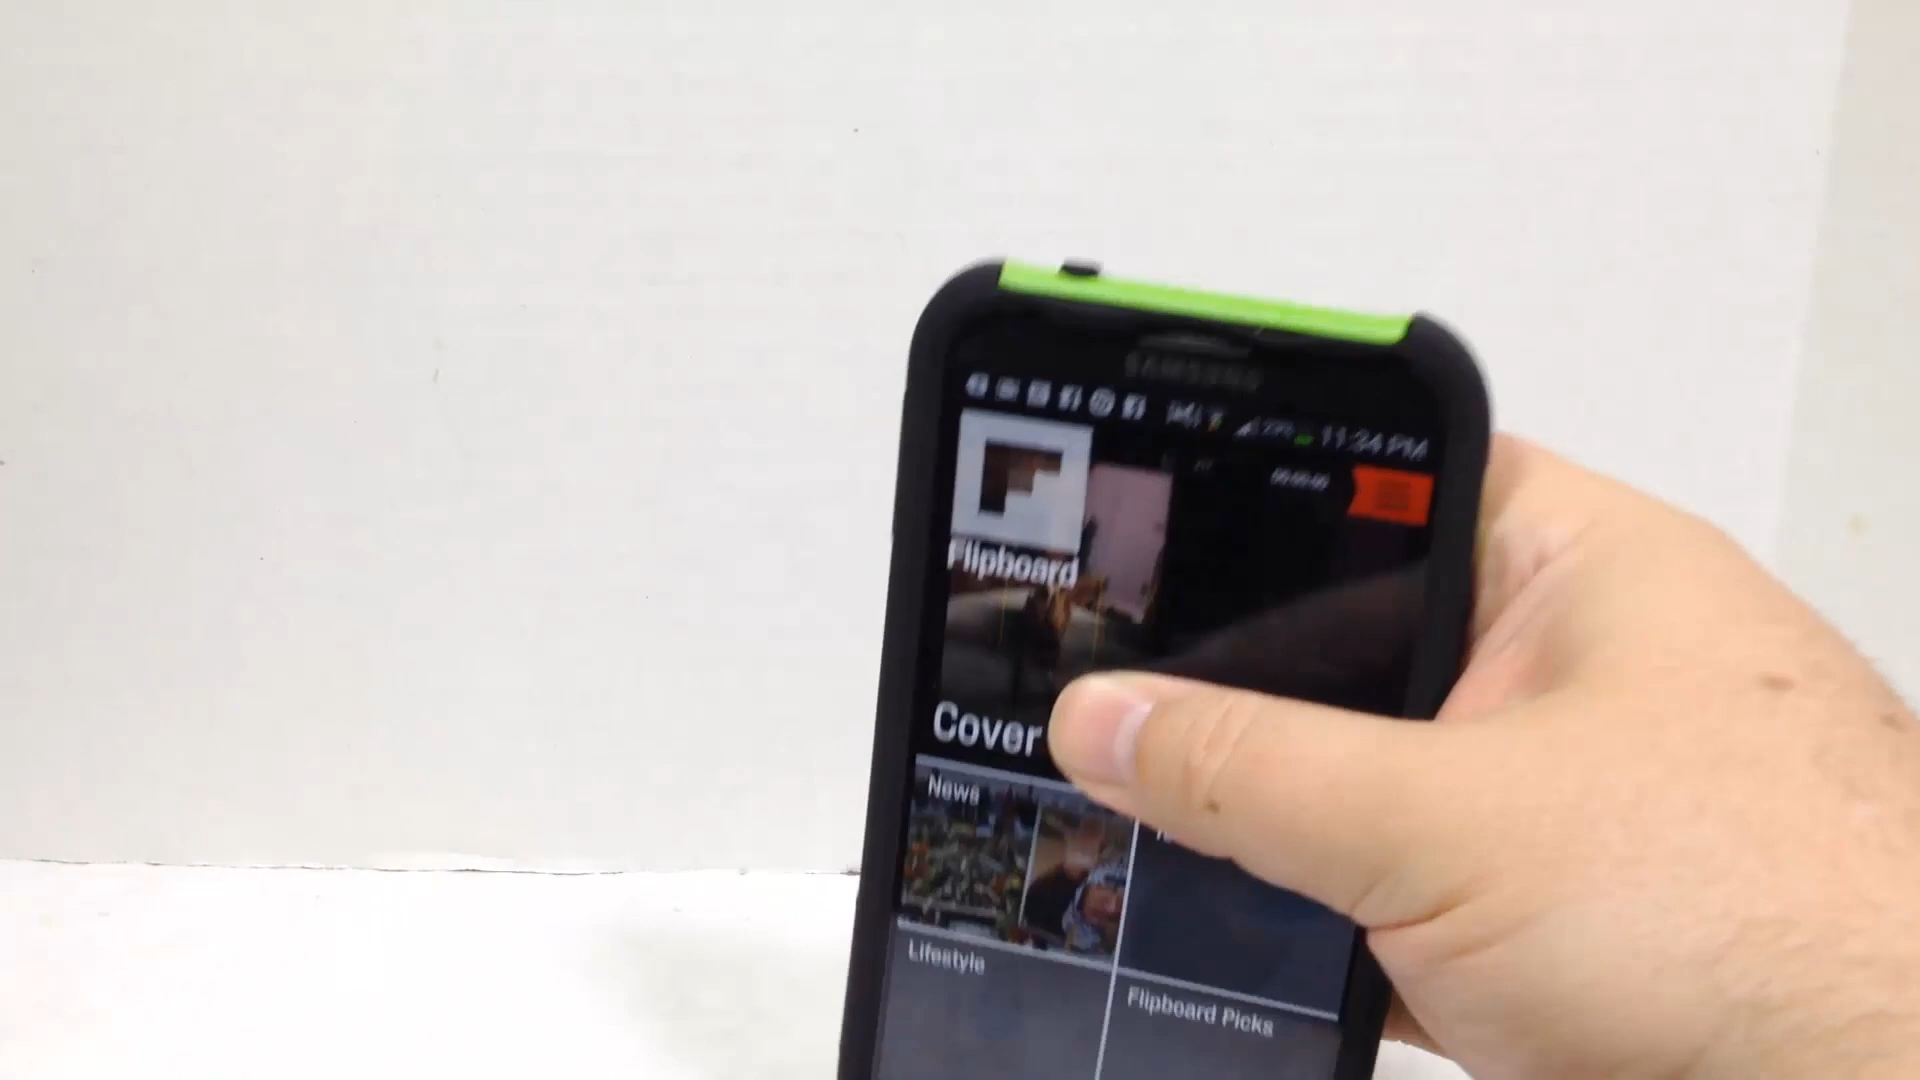 SAMSUNG
11:34 PM
Flipboard
Cover
News
Lifestyle
Flipboard Picks